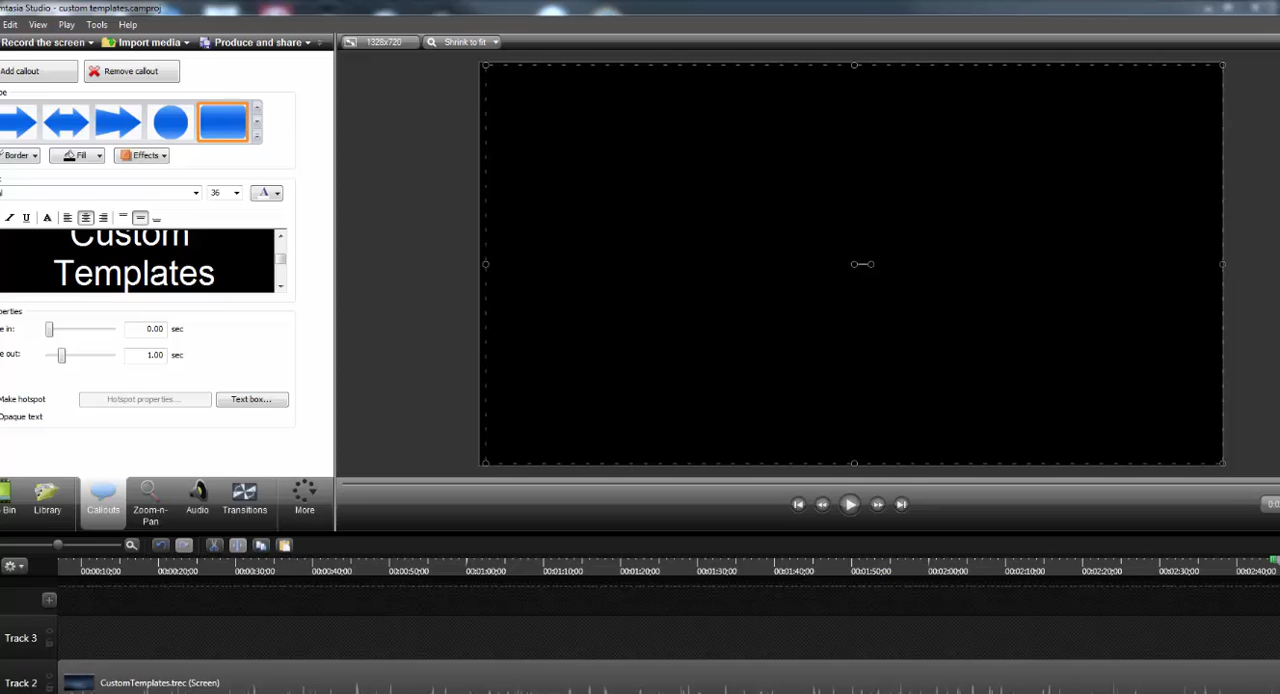 mtasia Studio - custom templates.camproj
Edit View Play Tools Help
Record the screen Import media Produce and share
1328x720 Shrink to fit
Add callout Remove callout
Border Fill Effects
36 A
U A
Custom
Templates
perties
e in: 0.00 sec
e out: 1.00 sec
Make hotspot Hotspot properties... Text box...
Opaque text
Bin Library Callouts Zoom-n-Pan Audio Transitions More
00:00:10;00 00:00:20;00 00:00:30;00 00:00:40;00 00:00:50;00 00:01:00;00 00:01:10;00 00:01:20;00 00:01:30;00 00:01:40;00 00:01:50;00 00:02:00;00 00:02:10;00 00:02:20;00 00:02:30;00 00:02:40;00
Track 3
Track 2 CustomTemplates.trec (Screen)